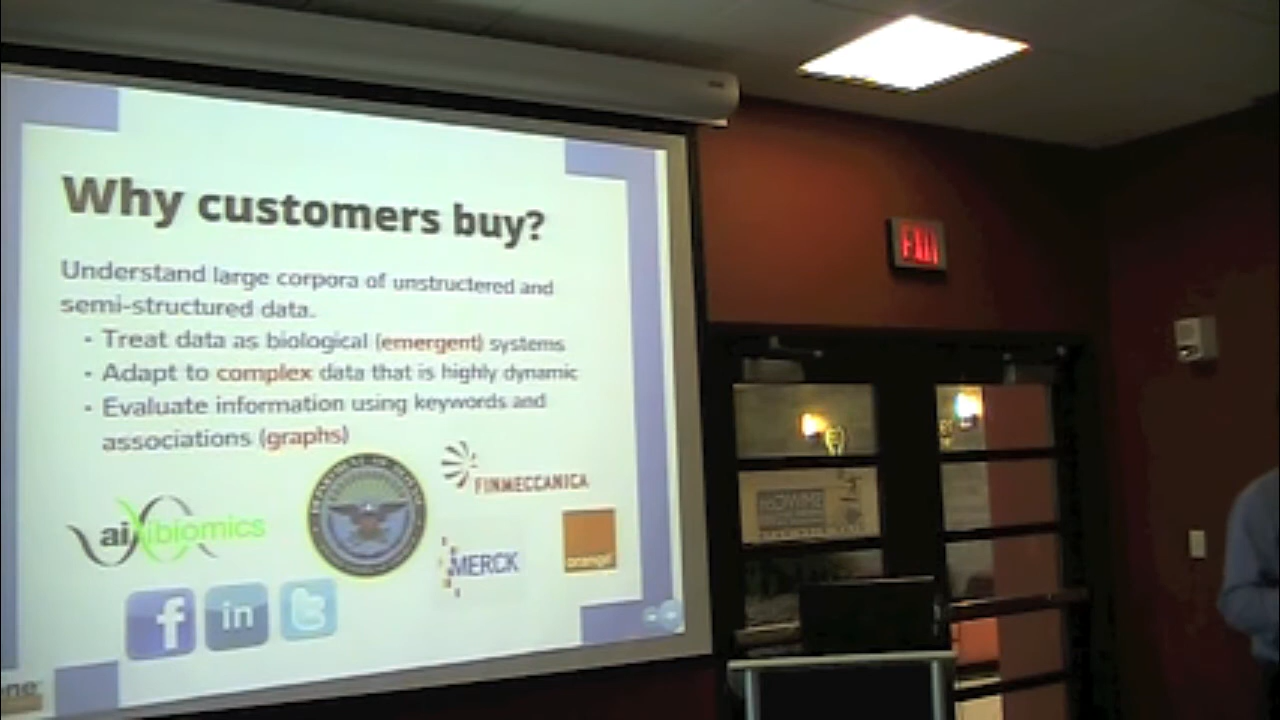 Why customers buy?
Understand large corpora of unstructered and
semi-structured data.
- Treat data as biological (emergent) systems
- Adapt to complex data that is highly dynamic
- Evaluate information using keywords and
associations (graphs)
FINMECCANICA
aiXibiomics
MERCK
orange
f
in
t
EXIT